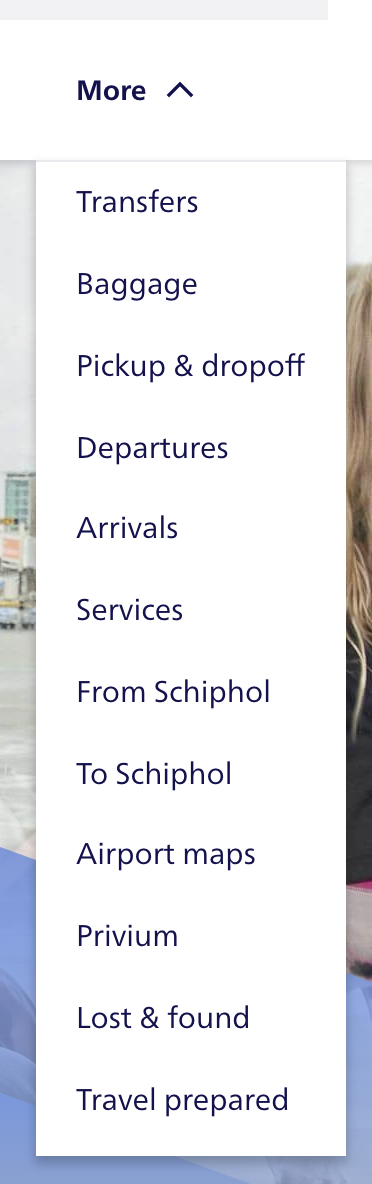 More
Transfers
Baggage
Pickup & dropoff
Departures
Arrivals
Services
From Schiphol
To Schiphol
Airport maps
Privium
Lost & found
Travel prepared